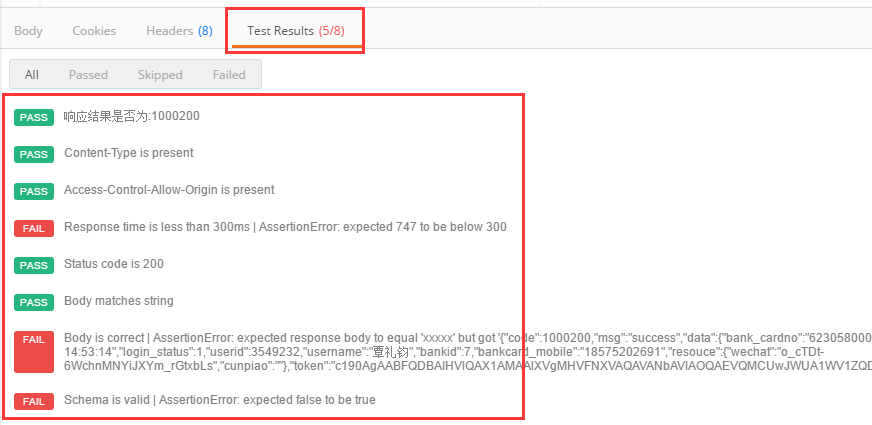 Body Cookies Headers (8) Test Results (5/8)
All Passed Skipped Failed
PASS 响应结果是否为:1000200
PASS Content-Type is present
PASS Access-Control-Allow-Origin is present
FAIL Response time is less than 300ms | AssertionError: expected 747 to be below 300
PASS Status code is 200
PASS Body matches string
FAIL Body is correct | AssertionError: expected response body to equal 'xxxxx' but got '{"code":1000200,"msg":"success","data":{"bank_cardno":"623058000
14:53:14","login_status":1,"userid":3549232,"username":"覃礼钧","bankid":7,"bankcard_mobile":"18575202691","resouce":{"wechat":"o_cTDt-
6WchnMNYiJXYm_rGtxbLs","cunpiao":""},"token":"c190AgAABFQDBAIHVlQAX1AMAAIXVgMHVFNXVAQAVANbAVIAOQAEVQMCUwJWUA1WV1ZQD
FAIL Schema is valid | AssertionError: expected false to be true